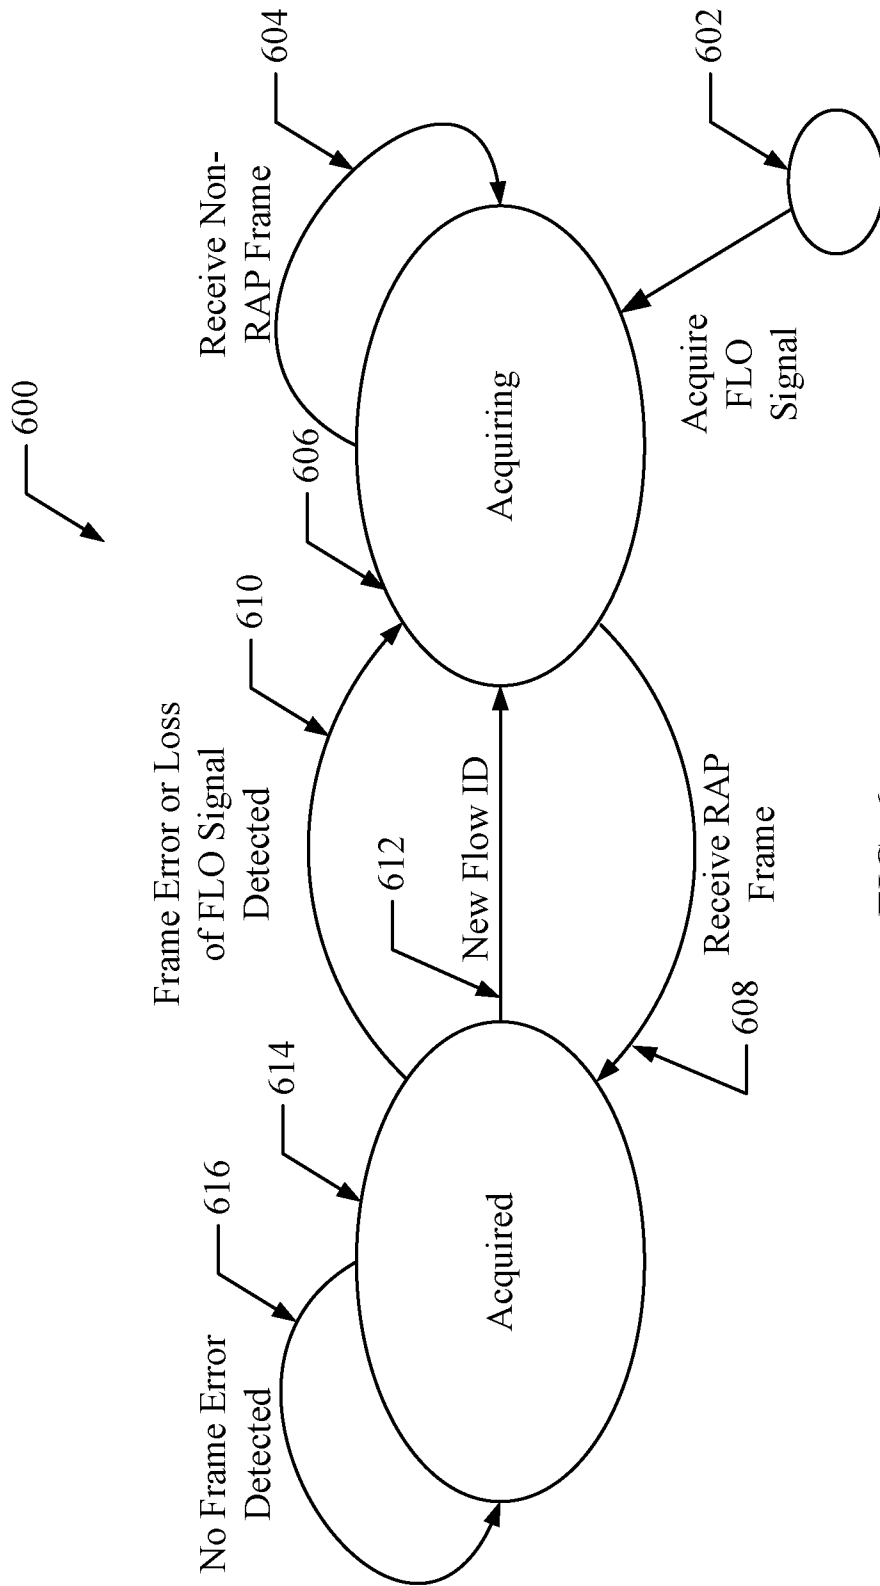 600
604
Receive Non-
RAP Frame
602
606
Acquiring
Acquire
FLO
Signal
610
Frame Error or Loss
of FLO Signal
Detected
612
New Flow ID
Receive RAP
Frame
608
614
616
No Frame Error
Detected
Acquired